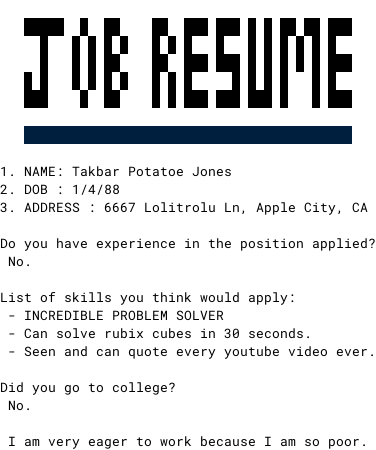 JOB RESUME
1. NAME: Takbar Potatoe Jones
2. DOB : 1/4/88
3. ADDRESS : 6667 Lolitrolu Ln, Apple City, CA
Do you have experience in the position applied?
No.
List of skills you think would apply:
- INCREDIBLE PROBLEM SOLVER
- Can solve rubix cubes in 30 seconds.
- Seen and can quote every youtube video ever.
Did you go to college?
No.
I am very eager to work because I am so poor.